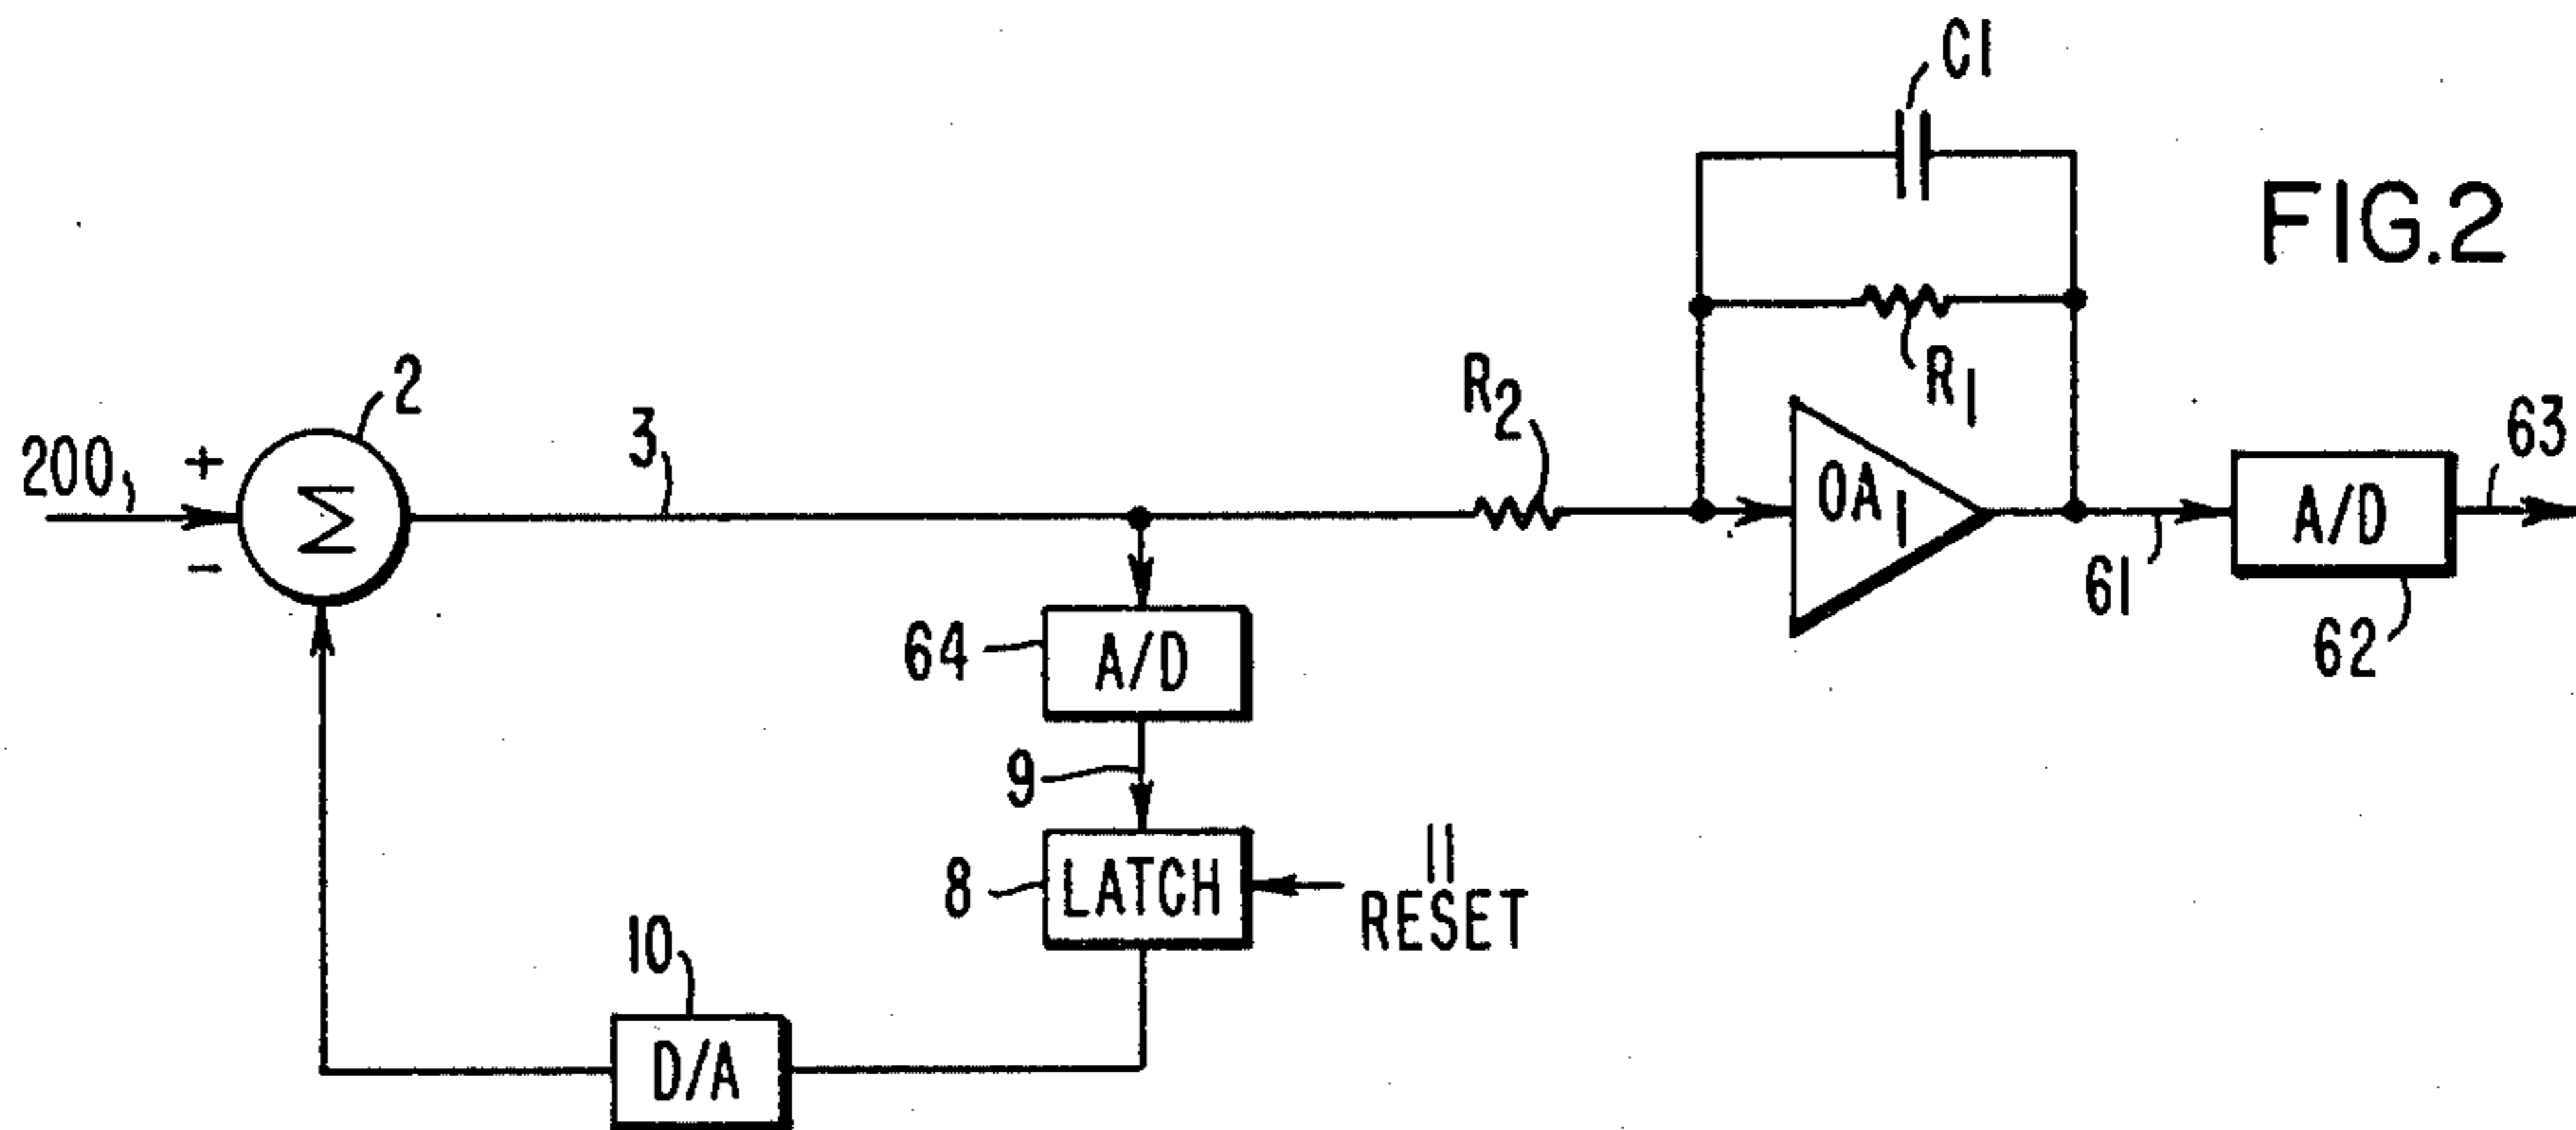 C1
FIG.2
R1
2
R2
3
200
+
-
OA1
A/D
63
61
62
64
A/D
9
8
LATCH
11
RESET
10
D/A
Σ